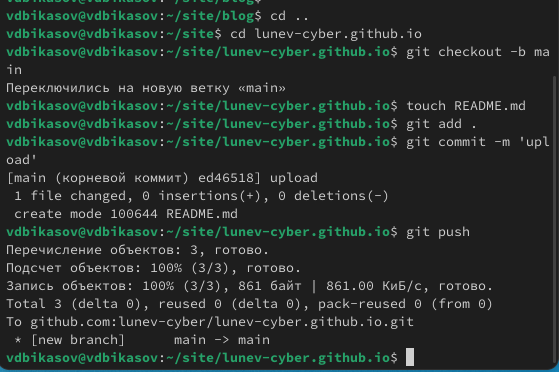 vdbikasov@vdbikasov:~/site/blog$
vdbikasov@vdbikasov:~/site/blog$ cd ..
vdbikasov@vdbikasov:~/site$ cd lunev-cyber.github.io
vdbikasov@vdbikasov:~/site/lunev-cyber.github.io$ git checkout -b ma
in
Переключились на новую ветку «main»
vdbikasov@vdbikasov:~/site/lunev-cyber.github.io$ touch README.md
vdbikasov@vdbikasov:~/site/lunev-cyber.github.io$ git add .
vdbikasov@vdbikasov:~/site/lunev-cyber.github.io$ git commit -m 'upl
oad'
[main (корневой коммит) ed46518] upload
 1 file changed, 0 insertions(+), 0 deletions(-)
 create mode 100644 README.md
vdbikasov@vdbikasov:~/site/lunev-cyber.github.io$ git push
Перечисление объектов: 3, готово.
Подсчет объектов: 100% (3/3), готово.
Запись объектов: 100% (3/3), 861 байт | 861.00 КиБ/с, готово.
Total 3 (delta 0), reused 0 (delta 0), pack-reused 0 (from 0)
To github.com:lunev-cyber/lunev-cyber.github.io.git
 * [new branch]      main -> main
vdbikasov@vdbikasov:~/site/lunev-cyber.github.io$